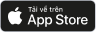 Tải về trên
App Store